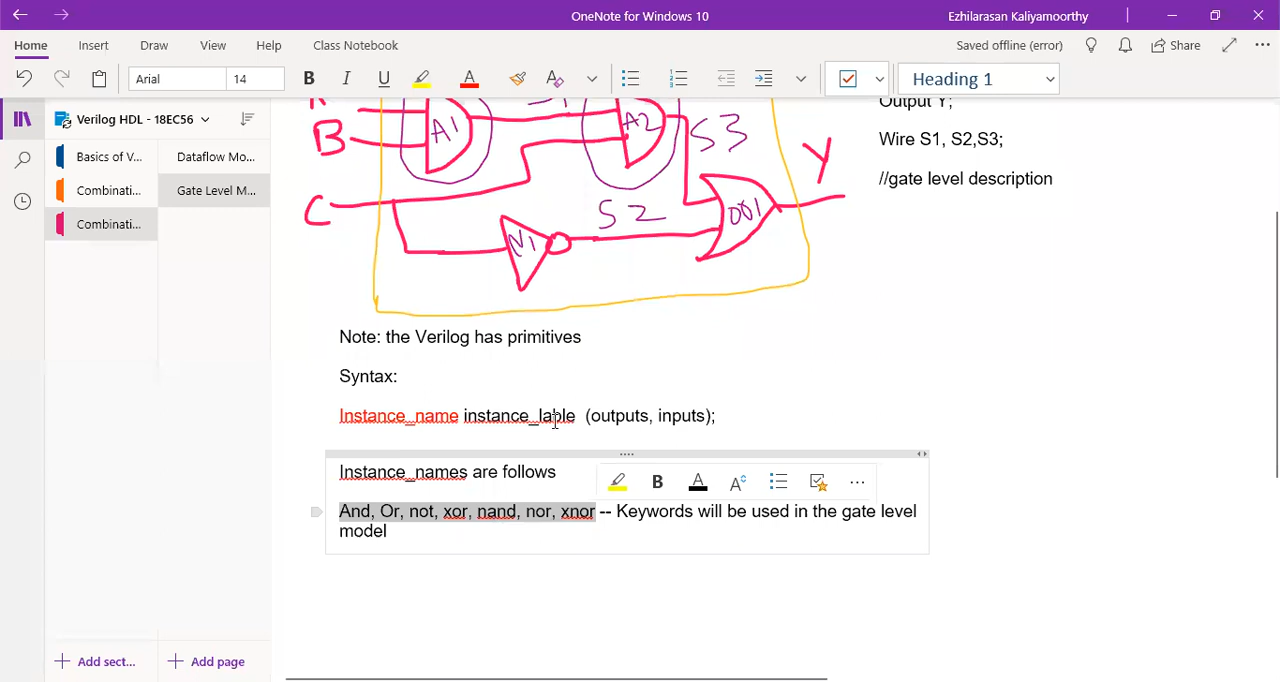 OneNote for Windows 10
Ezhilarasan Kaliyamoorthy
Home Insert Draw View Help Class Notebook
Saved offline (error) Share
Arial 14 B I U A A Heading 1
Verilog HDL - 18EC56
Basics of V...
Combinati...
Combinati...
Dataflow Mo...
Gate Level M...
B
C
A1
A2
S3
S2
N1
Y
Output Y;
Wire S1, S2,S3;
//gate level description
Note: the Verilog has primitives
Syntax:
Instance_name instance_lable (outputs, inputs);
Instance_names are follows
B A A
And, Or, not, xor, nand, nor, xnor -- Keywords will be used in the gate level
model
Add sect...
Add page